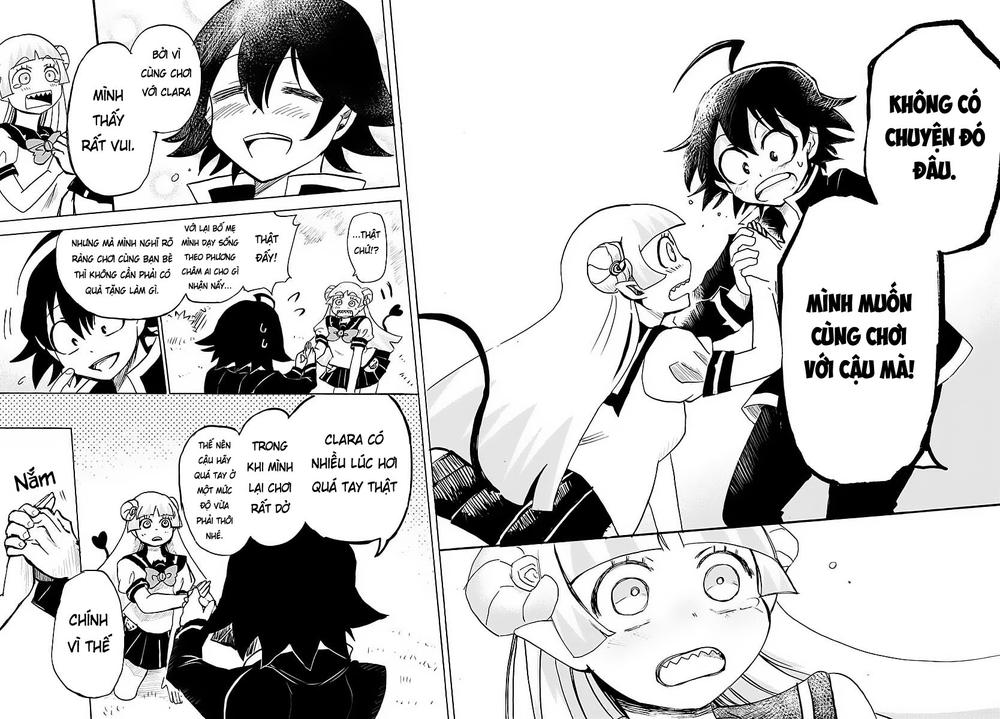 KHÔNG CÓ
CHUYỆN ĐÓ
ĐÂU.
MÌNH MUỐN
CÙNG CHƠI
VỚI CẬU MÀ!
BỞI VÌ
CÙNG CHƠI
VỚI CLARA
MÌNH
THẤY
RẤT VUI.
...THẬT
CHỨ!?
THẬT
ĐẤY!
VỚI LẠI BỐ MẸ
MÌNH DẠY SỐNG
THEO PHƯƠNG
CHÂM AI CHO GÌ
NHẬN NẤY...
NHƯNG MÀ MÌNH NGHĨ RÕ
RÀNG CHƠI CÙNG BẠN BÈ
THÌ KHÔNG CẦN PHẢI CÓ
QUÀ TẶNG LÀM GÌ.
CLARA CÓ
NHIỀU LÚC HƠI
QUÁ TAY THẬT
TRONG
KHI MÌNH
LẠI CHƠI
RẤT DỞ
THẾ NÊN
CẬU HÃY
QUÁ TAY Ở
MỘT MỨC
ĐỘ VỪA
PHẢI THÔI
NHÉ.
Nắm
CHÍNH
VÌ THẾ